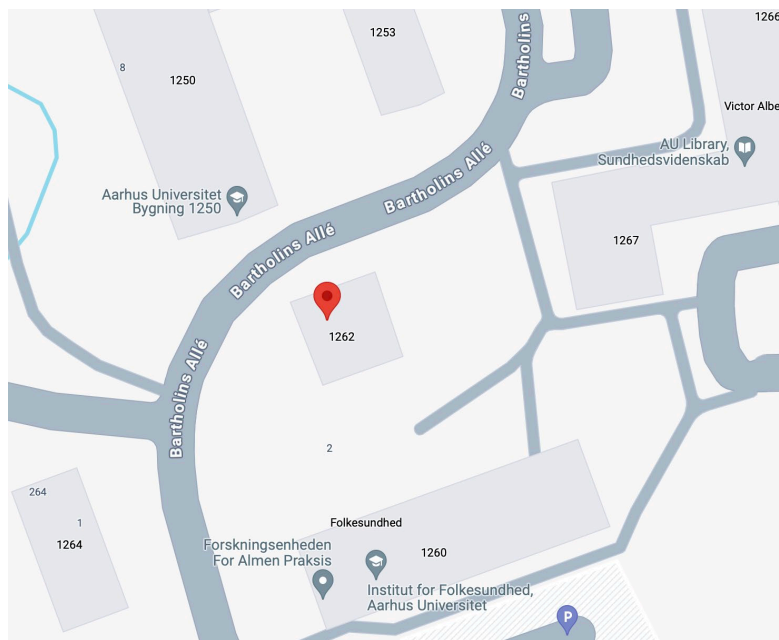 1266
1253
Bartholins
8
1250
Victor Albe
AU Library,
Sundhedsvidenskab
Bartholins Allé
Aarhus Universitet
Bygning 1250
Bartholins Allé
1267
1262
Bartholins Allé
2
264
1
1264
Folkesundhed
Forskningsenheden
For Almen Praksis
1260
Institut for Folkesundhed,
Aarhus Universitet
P